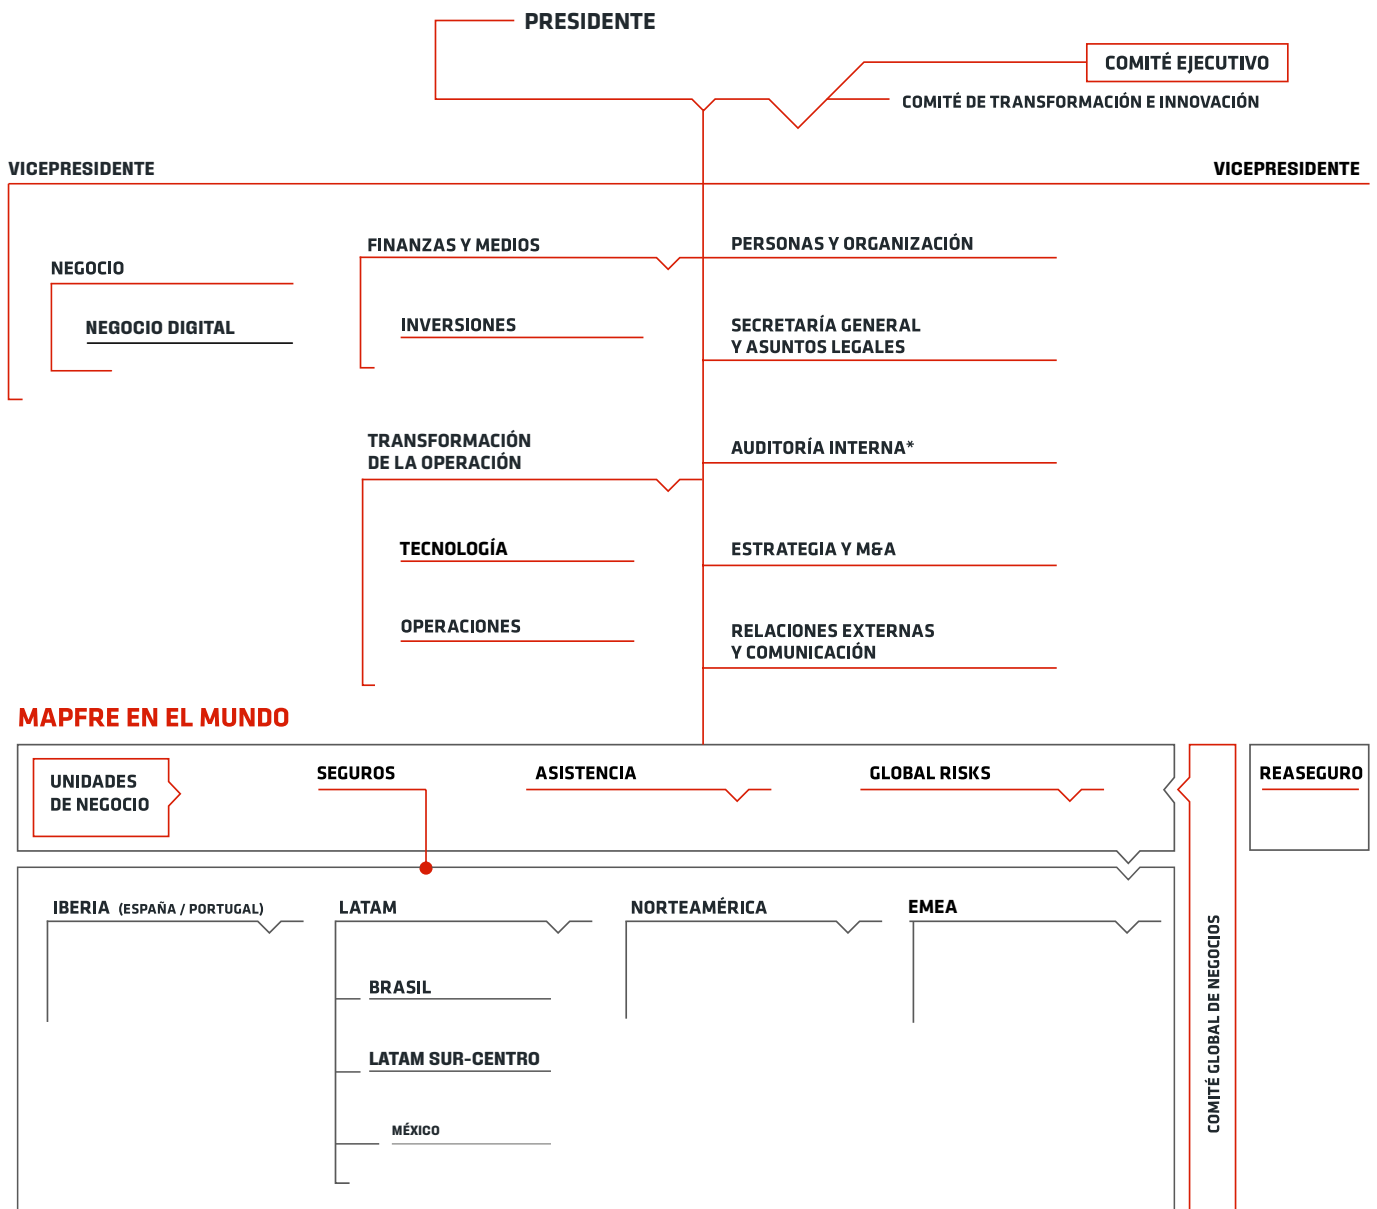 PRESIDENTE
COMITÉ EJECUTIVO
COMITÉ DE TRANSFORMACIÓN E INNOVACIÓN
VICEPRESIDENTE
VICEPRESIDENTE
NEGOCIO
NEGOCIO DIGITAL
FINANZAS Y MEDIOS
INVERSIONES
TRANSFORMACIÓN
DE LA OPERACIÓN
TECNOLOGÍA
OPERACIONES
PERSONAS Y ORGANIZACIÓN
SECRETARÍA GENERAL
Y ASUNTOS LEGALES
AUDITORÍA INTERNA*
ESTRATEGIA Y M&A
RELACIONES EXTERNAS
Y COMUNICACIÓN
MAPFRE EN EL MUNDO
UNIDADES
DE NEGOCIO
SEGUROS
ASISTENCIA
GLOBAL RISKS
REASEGURO
IBERIA (ESPAÑA / PORTUGAL)
LATAM
BRASIL
LATAM SUR-CENTRO
MÉXICO
NORTEAMÉRICA
EMEA
COMITÉ GLOBAL DE NEGOCIOS